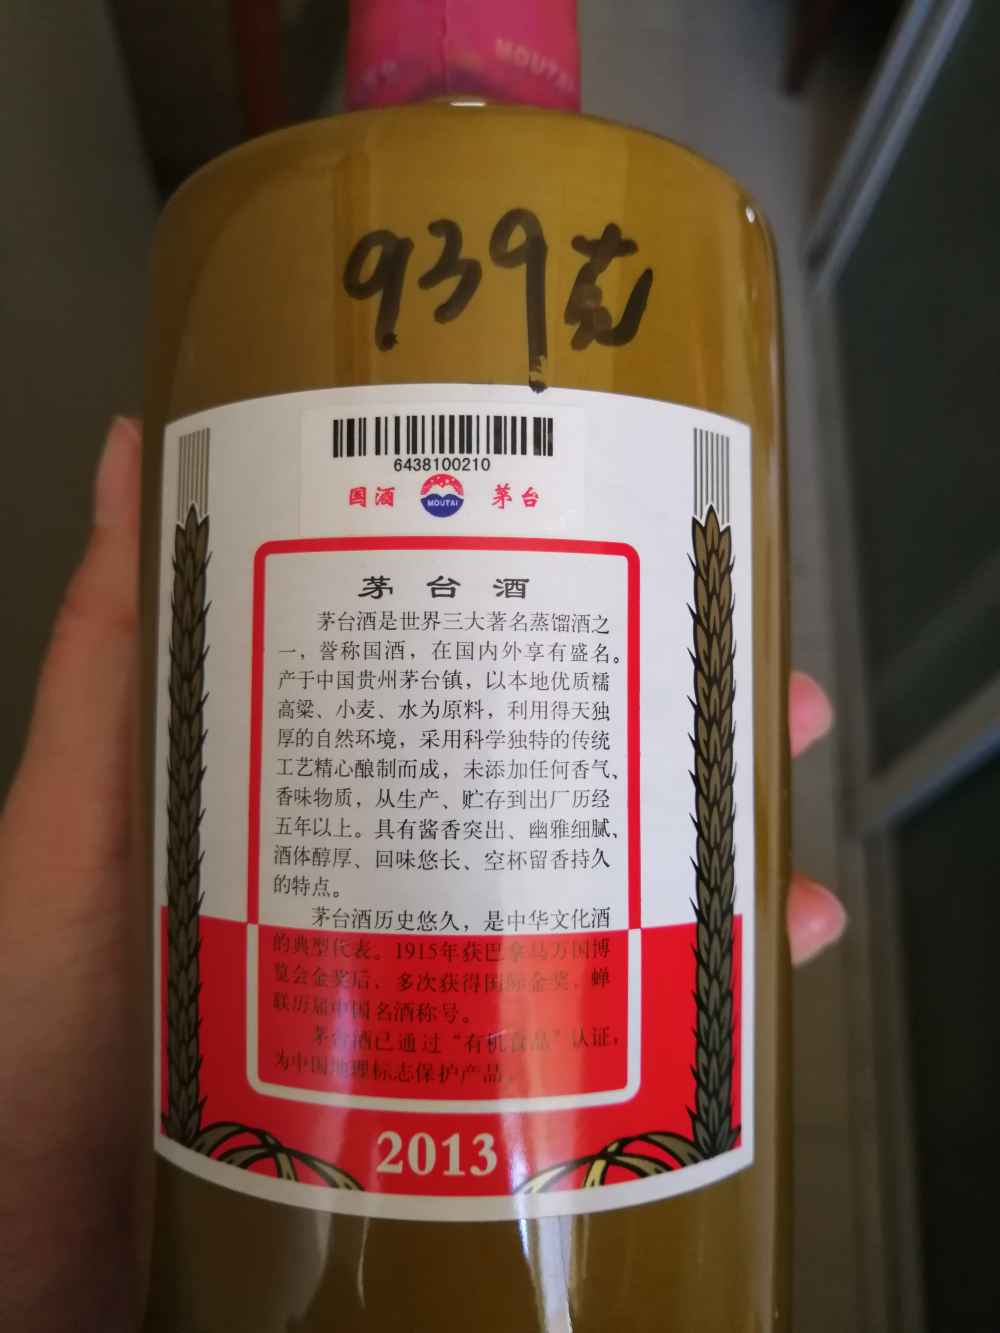 MOUTAI
939克
6438100210
国酒 MOUTAI 茅台
茅台酒
茅台酒是世界三大著名蒸馏酒之
一，誉称国酒，在国内外享有盛名。
产于中国贵州茅台镇，以本地优质糯
高粱、小麦、水为原料，利用得天独
厚的自然环境，采用科学独特的传统
工艺精心酿制而成，未添加任何香气、
香味物质，从生产、贮存到出厂历经
五年以上。具有酱香突出、幽雅细腻、
酒体醇厚、回味悠长、空杯留香持久
的特点。
茅台酒历史悠久，是中华文化酒
的典型代表。1915年获巴拿马万国博
览会金奖后，多次获得国际金奖，蝉
联历届中国名酒称号。
茅台酒已通过“有机食品”认证，
为中国地理标志保护产品。
2013